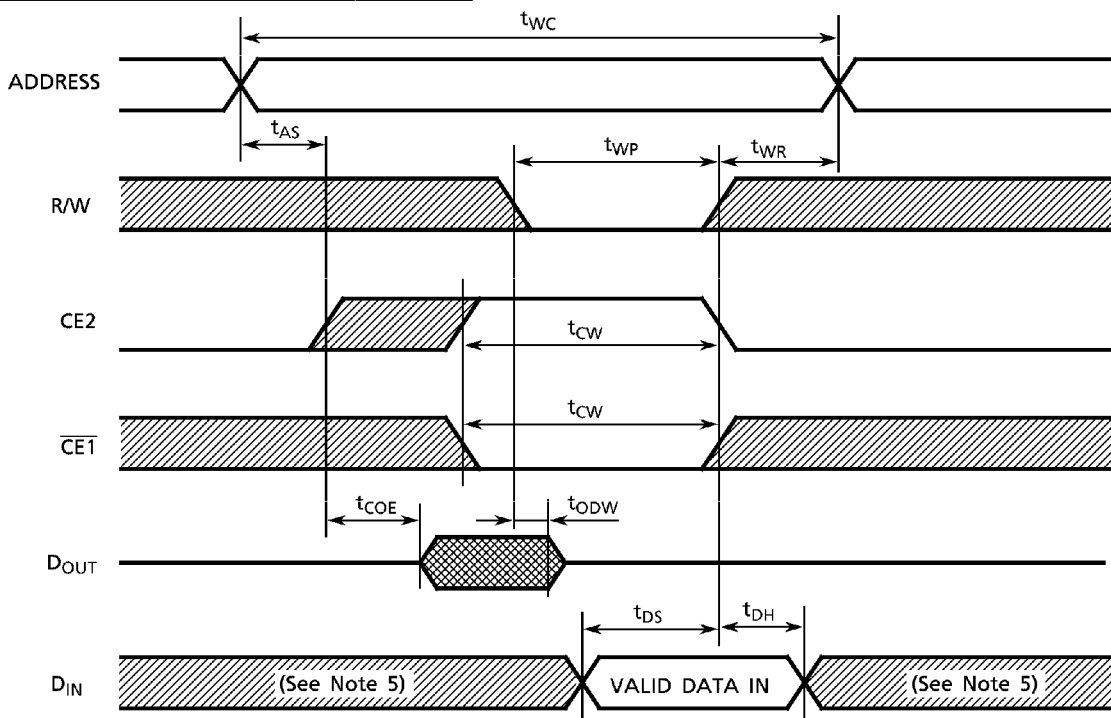 tWC
ADDRESS
tAS
tWP
tWR
R/W
CE2
tCW
tCW
CE1
tCOE
tODW
DOUT
tDS
tDH
DIN
(See Note 5)
VALID DATA IN
(See Note 5)